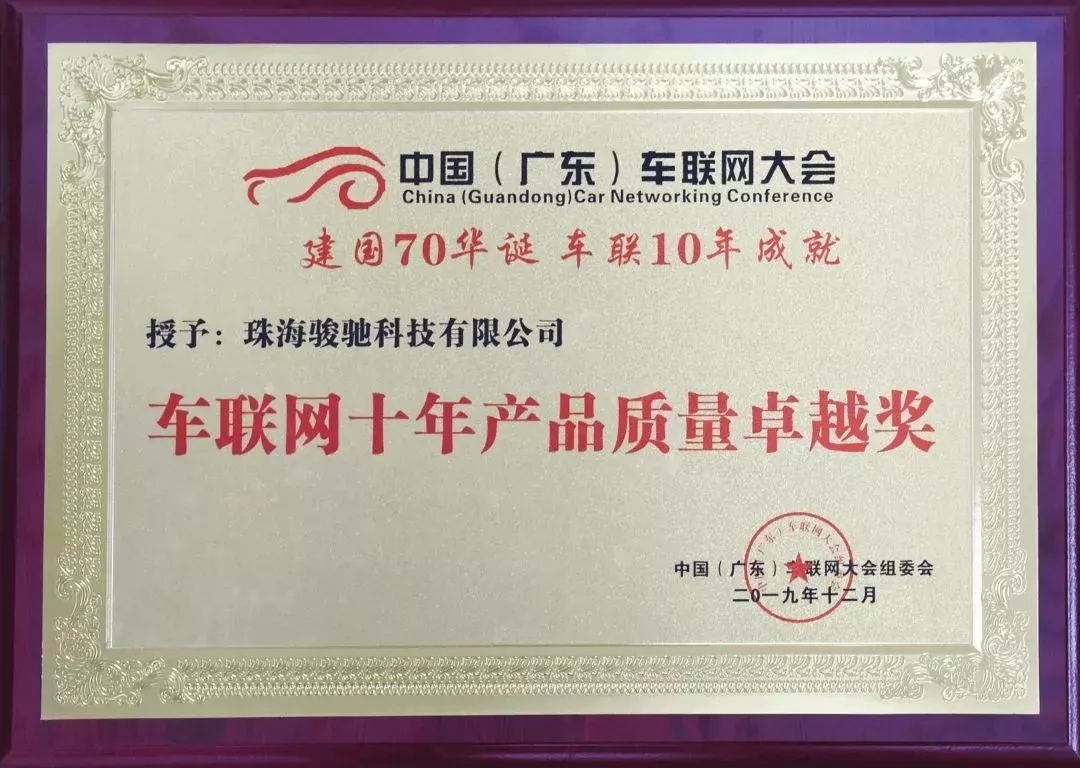 中国（广东）车联网大会
China (Guandong)Car Networking Conference
建国70华诞 车联10年成就
授予：珠海骏驰科技有限公司
车联网十年产品质量卓越奖
中国（广东）车联网大会组委会
二〇一九年十二月